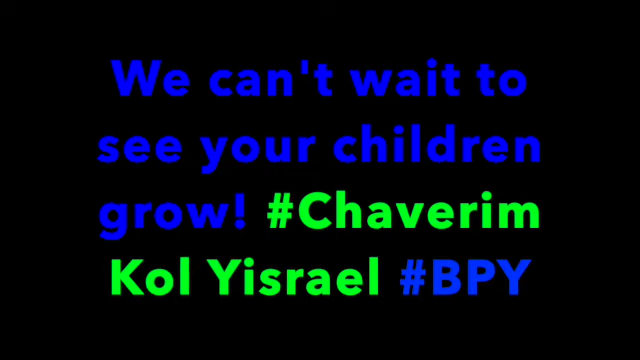 We can't wait to
see your children
grow! #Chaverim
Kol Yisrael #BPY